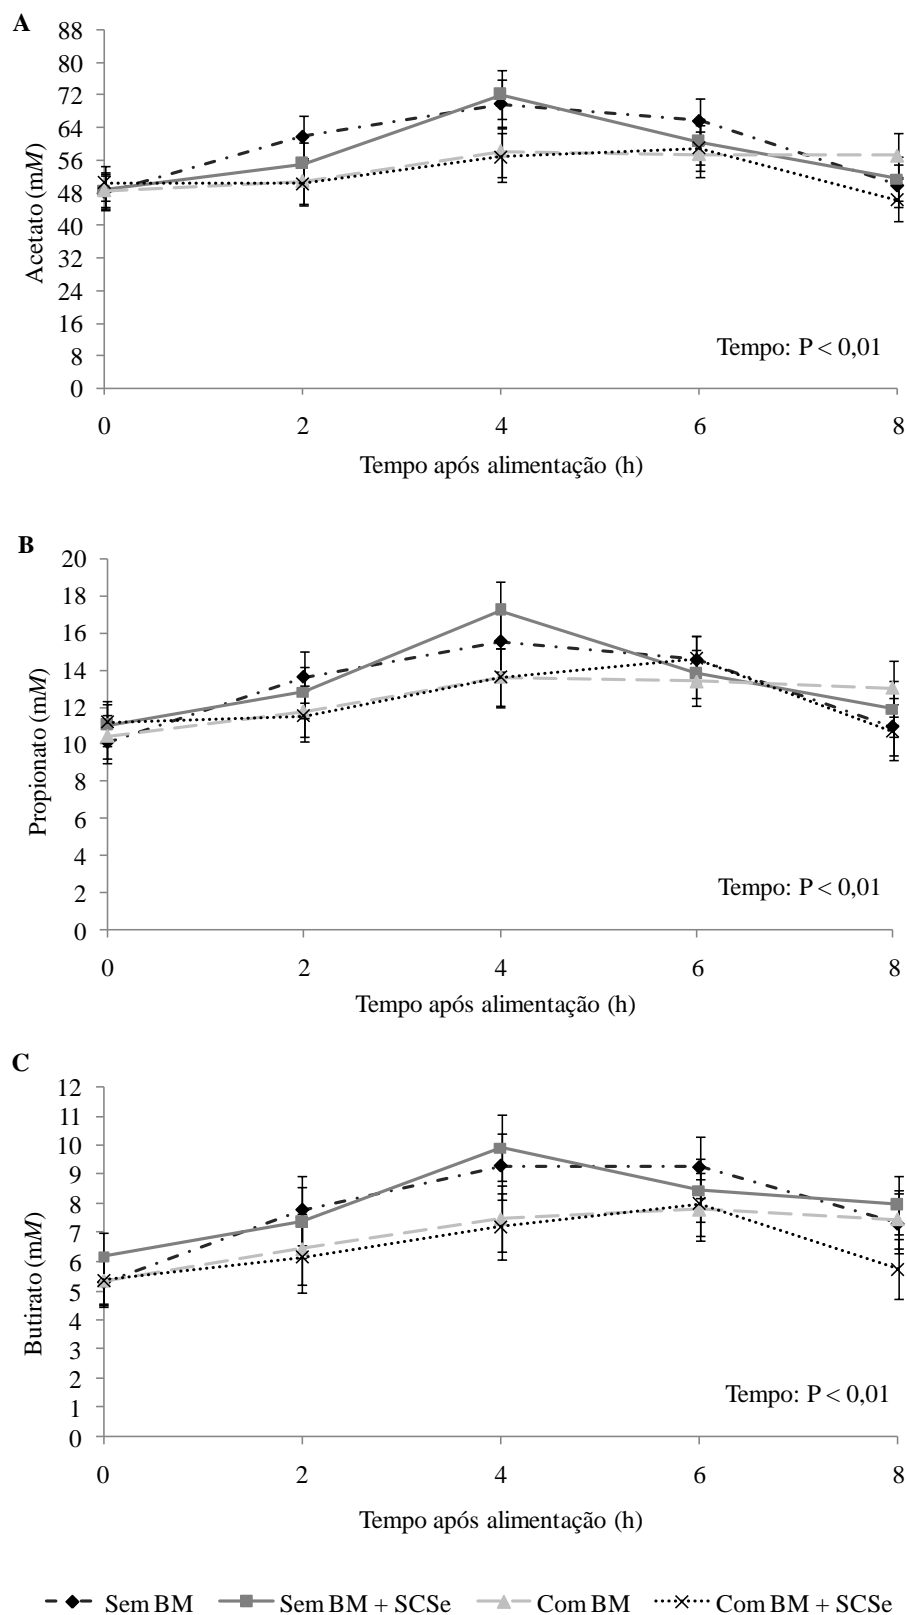 A
88
80
72
64
56
48
40
32
24
16
8
0
Acetato (mM)
Tempo: P < 0,01
0 2 4 6 8
Tempo após alimentação (h)
B
20
18
16
14
12
10
8
6
4
2
0
Propionato (mM)
Tempo: P < 0,01
0 2 4 6 8
Tempo após alimentação (h)
C
12
11
10
9
8
7
6
5
4
3
2
1
0
Butirato (mM)
Tempo: P < 0,01
0 2 4 6 8
Tempo após alimentação (h)
Sem BM Sem BM + SCSe Com BM Com BM + SCSe